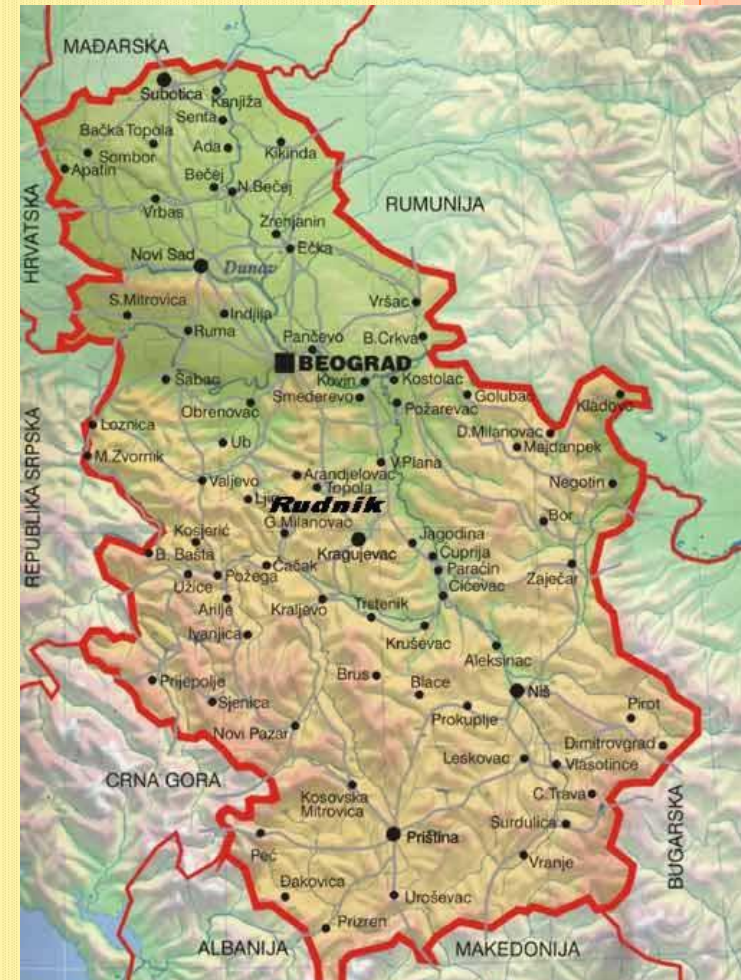 MAĐARSKA
Subotica
Kanjiža
Senta
Bačka Topola
Sombor
Ada
Kikinda
Apatin
Bečej
N.Bečej
RUMUNIJA
Vrbas
HRVATSKA
Zrenjanin
Ečka
Novi Sad
Dunav
S.Mitrovica
Indjija
Vršac
Ruma
Pančevo
B.Crkva
BEOGRAD
Šabac
Kovin
Kostolac
Smederevo
Golubac
Kladovo
Obrenovac
Požarevac
Loznica
D.Milanovac
Ub
Majdanpek
M.Zvornik
V.Plana
REPUBLIKA SRPSKA
Valjevo
Arandjelovac
Topola
Negotin
Ljig
Rudnik
Bor
G.Milanovac
Kosjerić
Jagodina
B. Bašta
Kragujevac
Ćuprija
Čačak
Paraćin
Zaječar
Užice
Požega
Ćićevac
Arilje
Kraljevo
Trstenik
Ivanjica
Kruševac
Aleksinac
Brus
Blace
Niš
Prijepolje
Sjenica
Prokuplje
Pirot
Novi Pazar
Dimitrovgrad
Leskovac
Vlasotince
CRNA GORA
Kosovska
Mitrovica
C.Trava
Surdulica
Priština
BUGARSKA
Peć
Vranje
Đakovica
Uroševac
Prizren
ALBANIJA
MAKEDONIJA